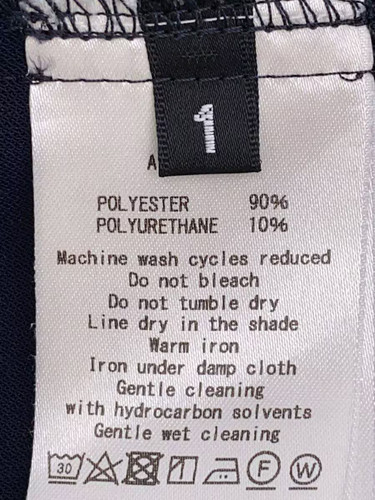 1
A
POLYESTER 90%
POLYURETHANE 10%
Machine wash cycles reduced
Do not bleach
Do not tumble dry
Line dry in the shade
Warm iron
Iron under damp cloth
Gentle cleaning
with hydrocarbon solvents
Gentle wet cleaning
30 F W